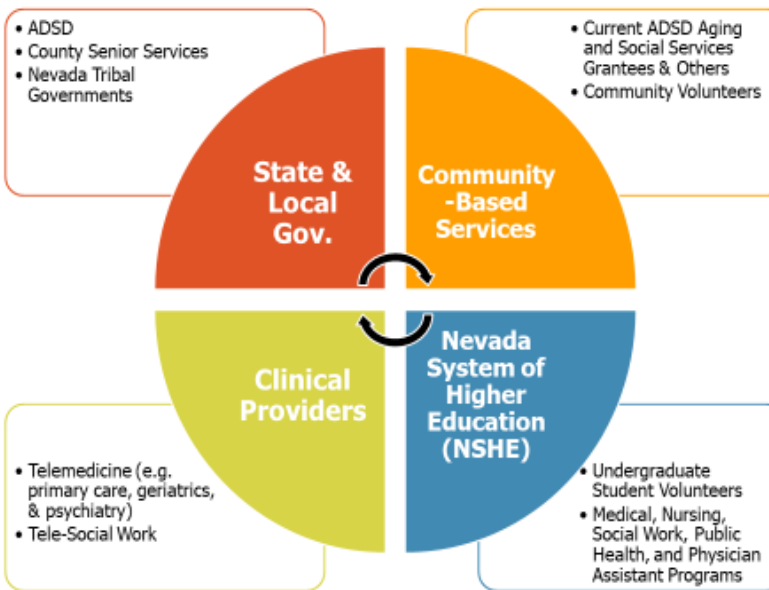 • ADSD
• County Senior Services
• Nevada Tribal
Governments
• Current ADSD Aging
and Social Services
Grantees & Others
• Community Volunteers
State &
Local
Gov.
Community
-Based
Services
Clinical
Providers
Nevada
System of
Higher
Education
(NSHE)
• Telemedicine (e.g.
primary care, geriatrics,
& psychiatry)
• Tele-Social Work
• Undergraduate
Student Volunteers
• Medical, Nursing,
Social Work, Public
Health, and Physician
Assistant Programs